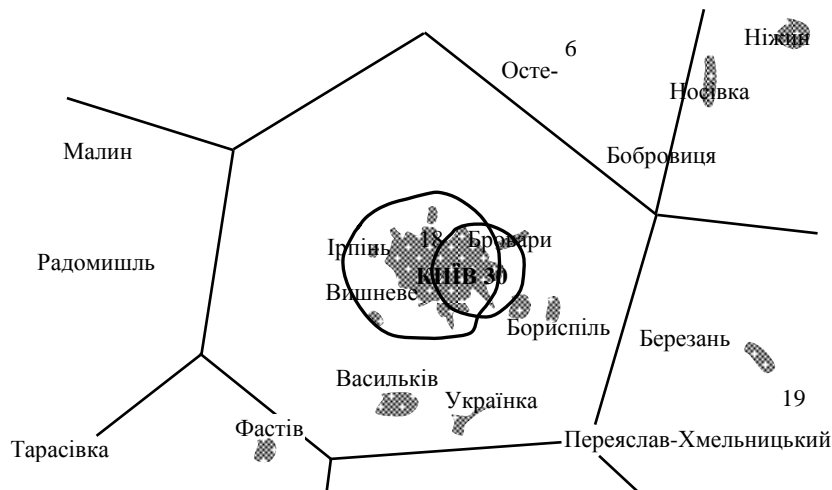 6
Ніжин
Осте-
Носівка
Малин
Бобровиця
Ірпінь
18
Бровари
Радомишль
КИЇВ 30
Вишневе
Бориспіль
Березань
Васильків
Українка
19
Фастів
Тарасівка
Переяслав-Хмельницький